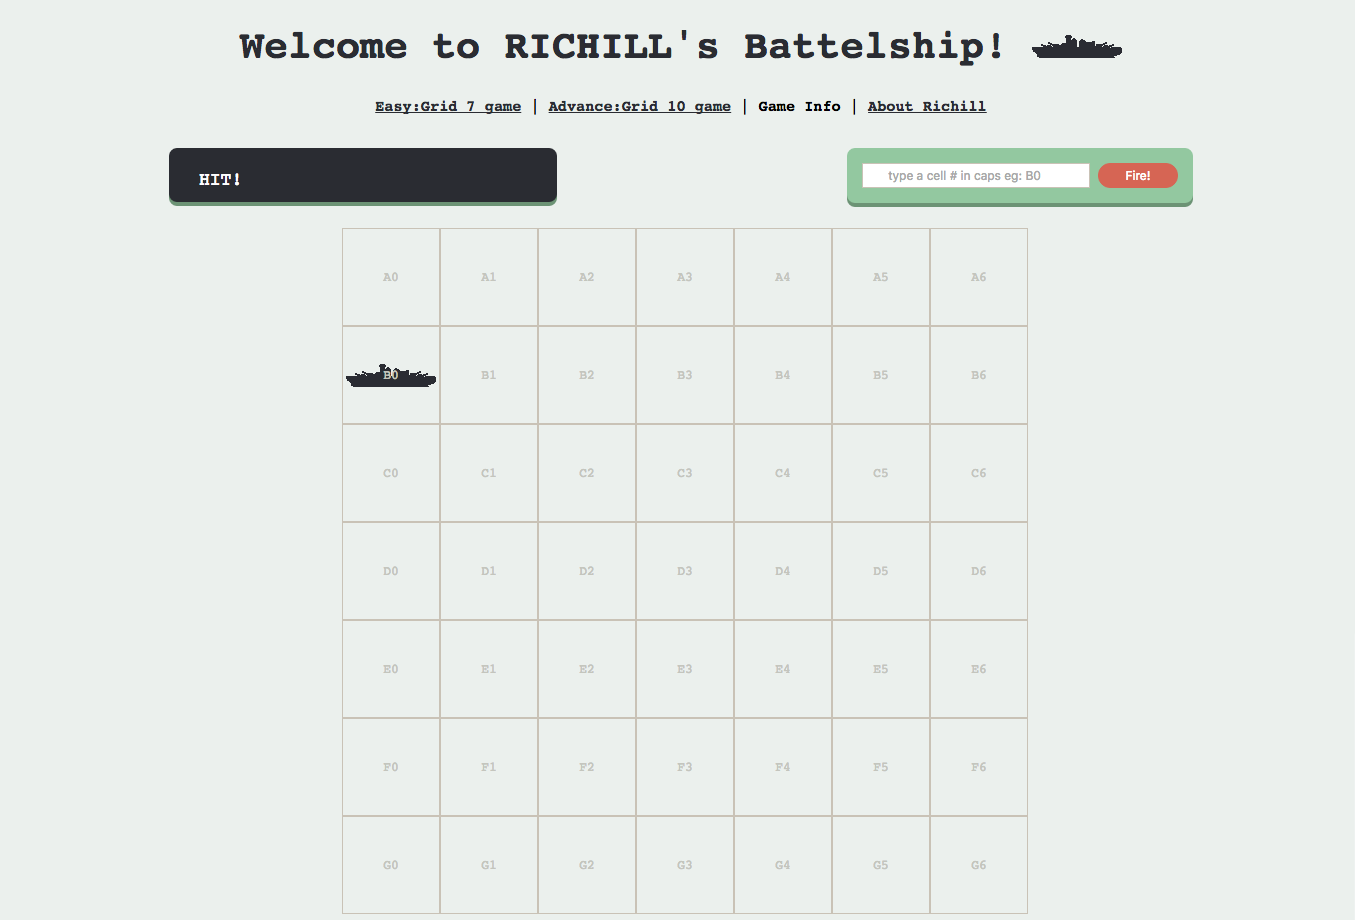 Welcome to RICHILL's Battelship!
Easy:Grid 7 game | Advance:Grid 10 game | Game Info | About Richill
HIT!
type a cell # in caps eg: B0 Fire!
A0 A1 A2 A3 A4 A5 A6
B0 B1 B2 B3 B4 B5 B6
C0 C1 C2 C3 C4 C5 C6
D0 D1 D2 D3 D4 D5 D6
E0 E1 E2 E3 E4 E5 E6
F0 F1 F2 F3 F4 F5 F6
G0 G1 G2 G3 G4 G5 G6